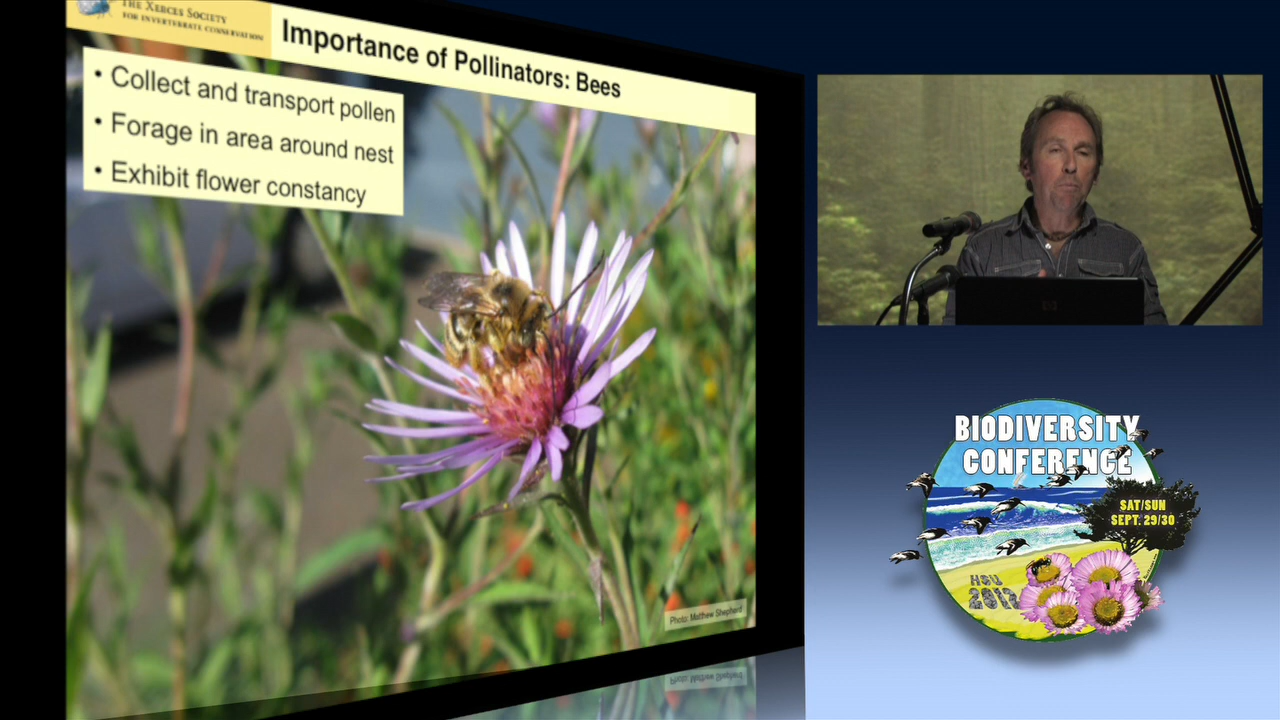 THE XERCES SOCIETY
FOR INVERTEBRATE CONSERVATION
Importance of Pollinators: Bees
• Collect and transport pollen
• Forage in area around nest
• Exhibit flower constancy
Photo: Matthew Shepherd
BIODIVERSITY
CONFERENCE
SAT/SUN
SEPT. 29/30
HSU
2012
hp